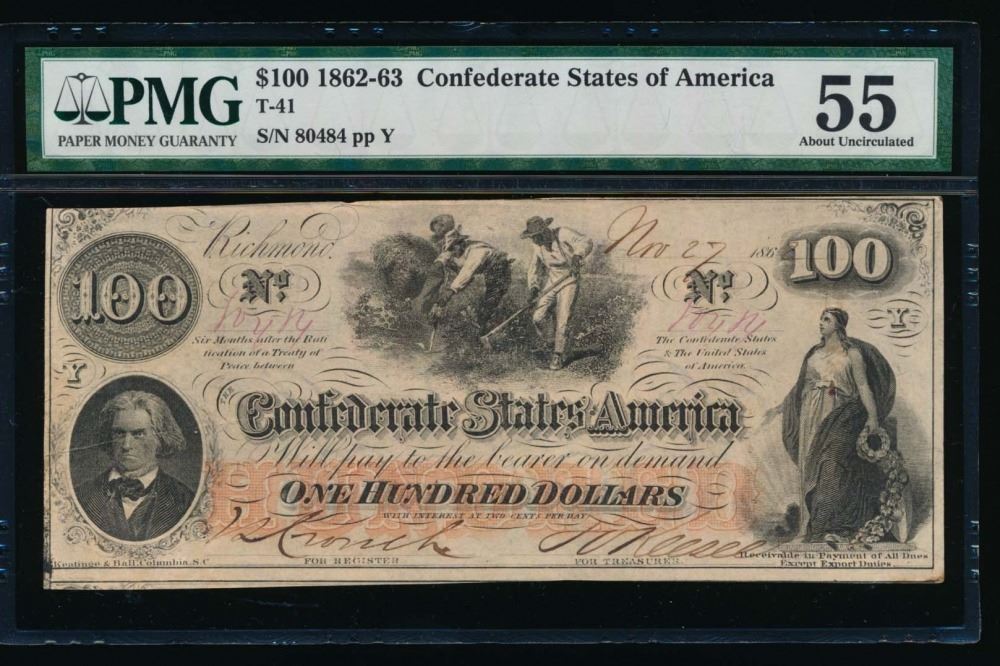 PMG
PAPER MONEY GUARANTY
$100 1862-63 Confederate States of America
T-41
S/N 80484 pp Y
55
About Uncirculated
Richmond.
Nov 27 186
100
100
No
No
80484
80484
Six Months after the Rati
fication of a Treaty of
Peace between
The Confederate States
& The United States
of America.
Y
Y
THE
Confederate States America
Will pay to the bearer on demand
ONE HUNDRED DOLLARS
WITH INTEREST AT TWO CENTS PER DAY
FOR REGISTER
FOR TREASURER.
Keatinge & Ball, Columbia, S.C.
Receivable in Payment of All Dues
Except Export Duties.